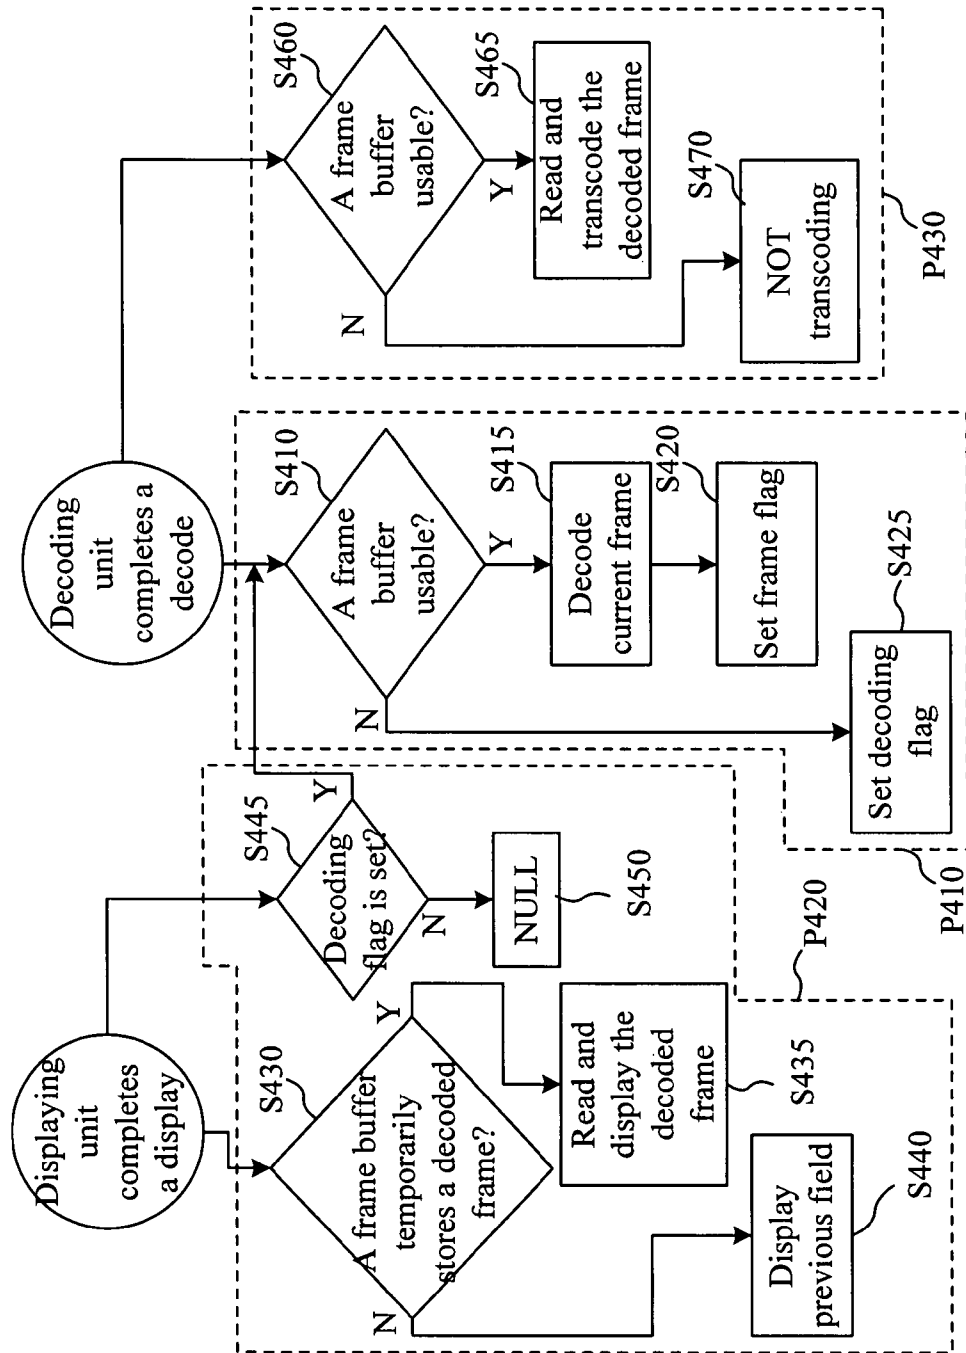 Displaying
unit
completes
a display
S430
A frame buffer
temporarily
stores a decoded
frame?
Y
N
Read and
display the
decoded
frame
S435
Display
previous field
S440
S445
Decoding
flag is set?
Y
N
NULL
S450
P420
Decoding
unit
completes a
decode
S410
A frame
buffer
usable?
Y
N
S415
Decode
current frame
S420
Set frame flag
S425
Set decoding
flag
P410
S460
A frame
buffer
usable?
Y
N
S465
Read and
transcode the
decoded frame
S470
NOT
transcoding
P430